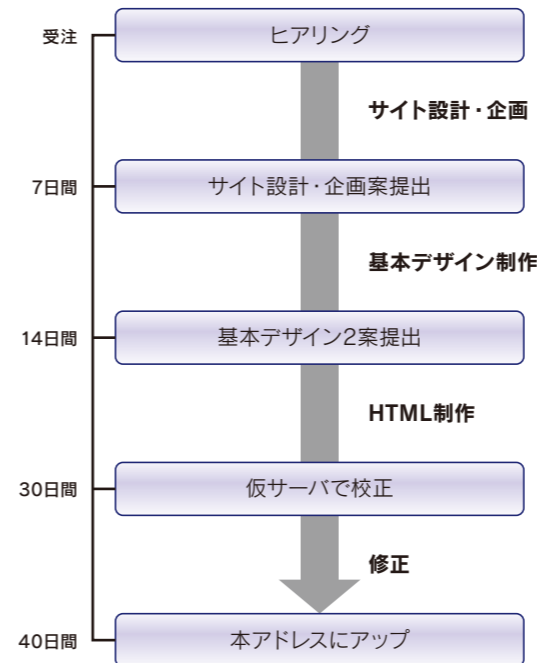 受注
ヒアリング
サイト設計・企画
7日間
サイト設計・企画案提出
基本デザイン制作
14日間
基本デザイン2案提出
HTML制作
30日間
仮サーバで校正
修正
40日間
本アドレスにアップ